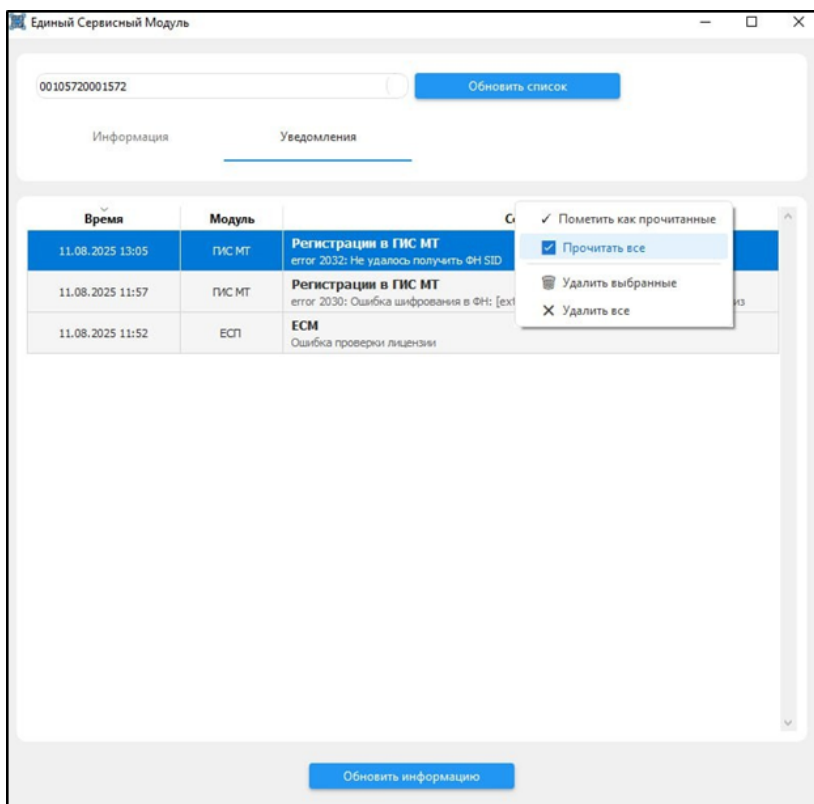 Единый Сервисный Модуль
00105720001572
Обновить список
Информация
Уведомления
Время
Модуль
11.08.2025 13:05
ГИС МТ
Регистрации в ГИС МТ
error 2032: Не удалось получить ФН SID
11.08.2025 11:57
ГИС МТ
Регистрации в ГИС МТ
error 2030: Ошибка шифрования в ФН: [ext
из
11.08.2025 11:52
ЕСП
ЕСМ
Ошибка проверки лицензии
Пометить как прочитанные
Прочитать все
Удалить выбранные
Удалить все
Обновить информацию